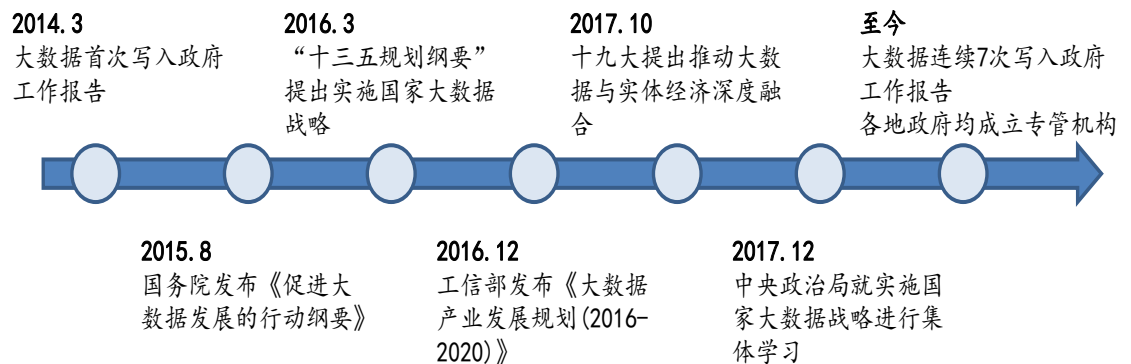 2014.3
大数据首次写入政府
工作报告
2016.3
“十三五规划纲要”
提出实施国家大数据
战略
2017.10
十九大提出推动大数
据与实体经济深度融
合
至今
大数据连续7次写入政府
工作报告
各地政府均成立专管机构
2015.8
国务院发布《促进大
数据发展的行动纲要》
2016.12
工信部发布《大数据
产业发展规划(2016-
2020)》
2017.12
中央政治局就实施国
家大数据战略进行集
体学习